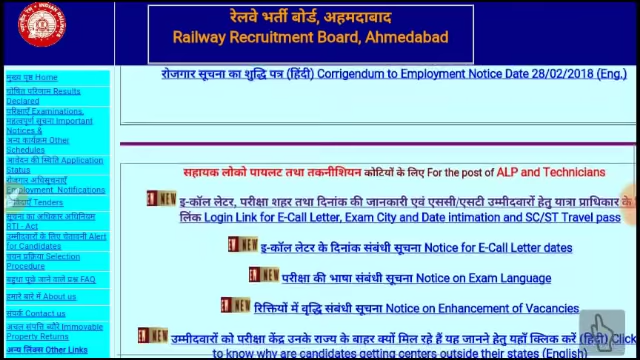 रेलवे भर्ती बोर्ड, अहमदाबाद
Railway Recruitment Board, Ahmedabad
रोजगार सूचना का शुद्धि पत्र (हिंदी) Corrigendum to Employment Notice Date 28/02/2018 (Eng.)
मुख्य पृष्ठ Home
घोषित परिणाम Results
Declared
परिक्षाएँ Examinations,
महत्वपूर्ण सूचना Important
Notices &
अन्य कार्यक्रम Other
Schedules
आवेदन की स्थिति Application
Status
रोजगार अधिसूचनाएँ
Employment Notifications
Tenders
सूचना का अधिकार अधिनियम
RTI - Act
उम्मीदवारों के लिए चेतावनी Alert
for Candidates
चयन प्रक्रिया Selection
Procedure
बहुधा पूछे जाने वाले प्रश्न FAQ
हमारे बारे में About us
संपर्क Contact us
अचल संपत्ति ब्यौरे Immovable
Property Returns
अन्य लिंक्स Other Links
सहायक लोको पायलट तथा तकनीशियन कोटियों के लिए For the post of ALP and Technicians
NEW ई-कॉल लेटर, परीक्षा शहर तथा दिनांक की जानकारी एवं एससी/एसटी उम्मीदवारों हेतु यात्रा प्राधिकार के
लिंक Login Link for E-Call Letter, Exam City and Date intimation and SC/ST Travel pass
NEW ई-कॉल लेटर के दिनांक संबंधी सूचना Notice for E-Call Letter dates
NEW परीक्षा की भाषा संबंधी सूचना Notice on Exam Language
NEW रिक्तियों में वृद्धि संबंधी सूचना Notice on Enhancement of Vacancies
NEW उम्मीदवारों को परीक्षा केंद्र उनके राज्य के बाहर क्यों मिल रहे हैं यह जानने हेतु यहाँ क्लिक करें (हिंदी) Click
to know why are candidates getting centers outside their states (English)